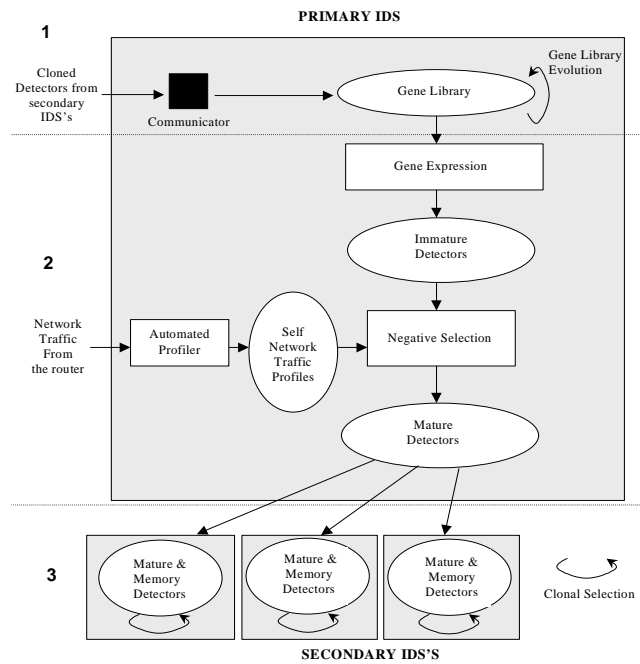 PRIMARY IDS
1
Cloned
Detectors from
secondary
IDS's
Communicator
Gene Library
Gene Library
Evolution
Gene Expression
Immature
Detectors
2
Network
Traffic
From
the router
Automated
Profiler
Self
Network
Traffic
Profiles
Negative Selection
Mature
Detectors
3
Mature &
Memory
Detectors
Mature &
Memory
Detectors
Mature &
Memory
Detectors
Clonal Selection
SECONDARY IDS'S